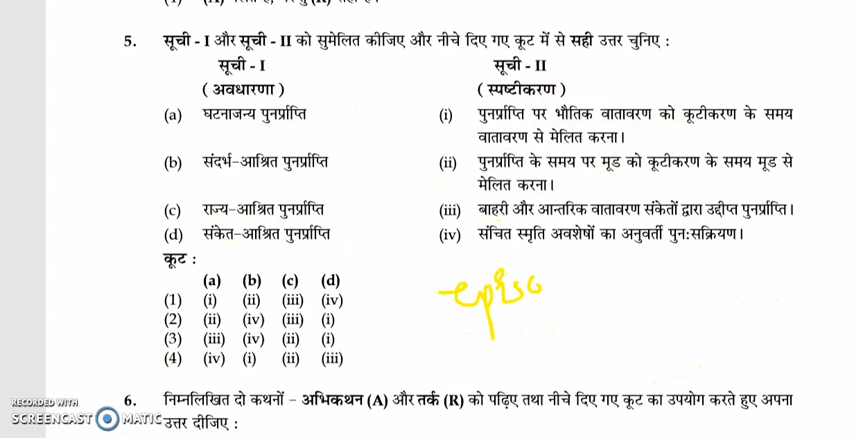 5. सूची - I और सूची - II को सुमेलित कीजिए और नीचे दिए गए कूट में से सही उत्तर चुनिए :
सूची - I सूची - II
( अवधारणा ) ( स्पष्टीकरण )
(a) घटनाजन्य पुनर्प्राप्ति (i) पुनर्प्राप्ति पर भौतिक वातावरण को कूटीकरण के समय
वातावरण से मेलित करना।
(b) संदर्भ-आश्रित पुनर्प्राप्ति (ii) पुनर्प्राप्ति के समय पर मूड को कूटीकरण के समय मूड से
मेलित करना।
(c) राज्य-आश्रित पुनर्प्राप्ति (iii) बाहरी और आन्तरिक वातावरण संकेतों द्वारा उद्दीप्त पुनर्प्राप्ति।
(d) संकेत-आश्रित पुनर्प्राप्ति (iv) संचित स्मृति अवशेषों का अनुवर्ती पुन:सक्रियण।
कूट :
(a) (b) (c) (d)
(1) (i) (ii) (iii) (iv)
(2) (ii) (iv) (iii) (i)
(3) (iii) (iv) (ii) (i)
(4) (iv) (i) (ii) (iii)
episo
6. निम्नलिखित दो कथनों - अभिकथन (A) और तर्क (R) को पढ़िए तथा नीचे दिए गए कूट का उपयोग करते हुए अपना
उत्तर दीजिए :
RECORDED WITH
SCREENCAST MATIC